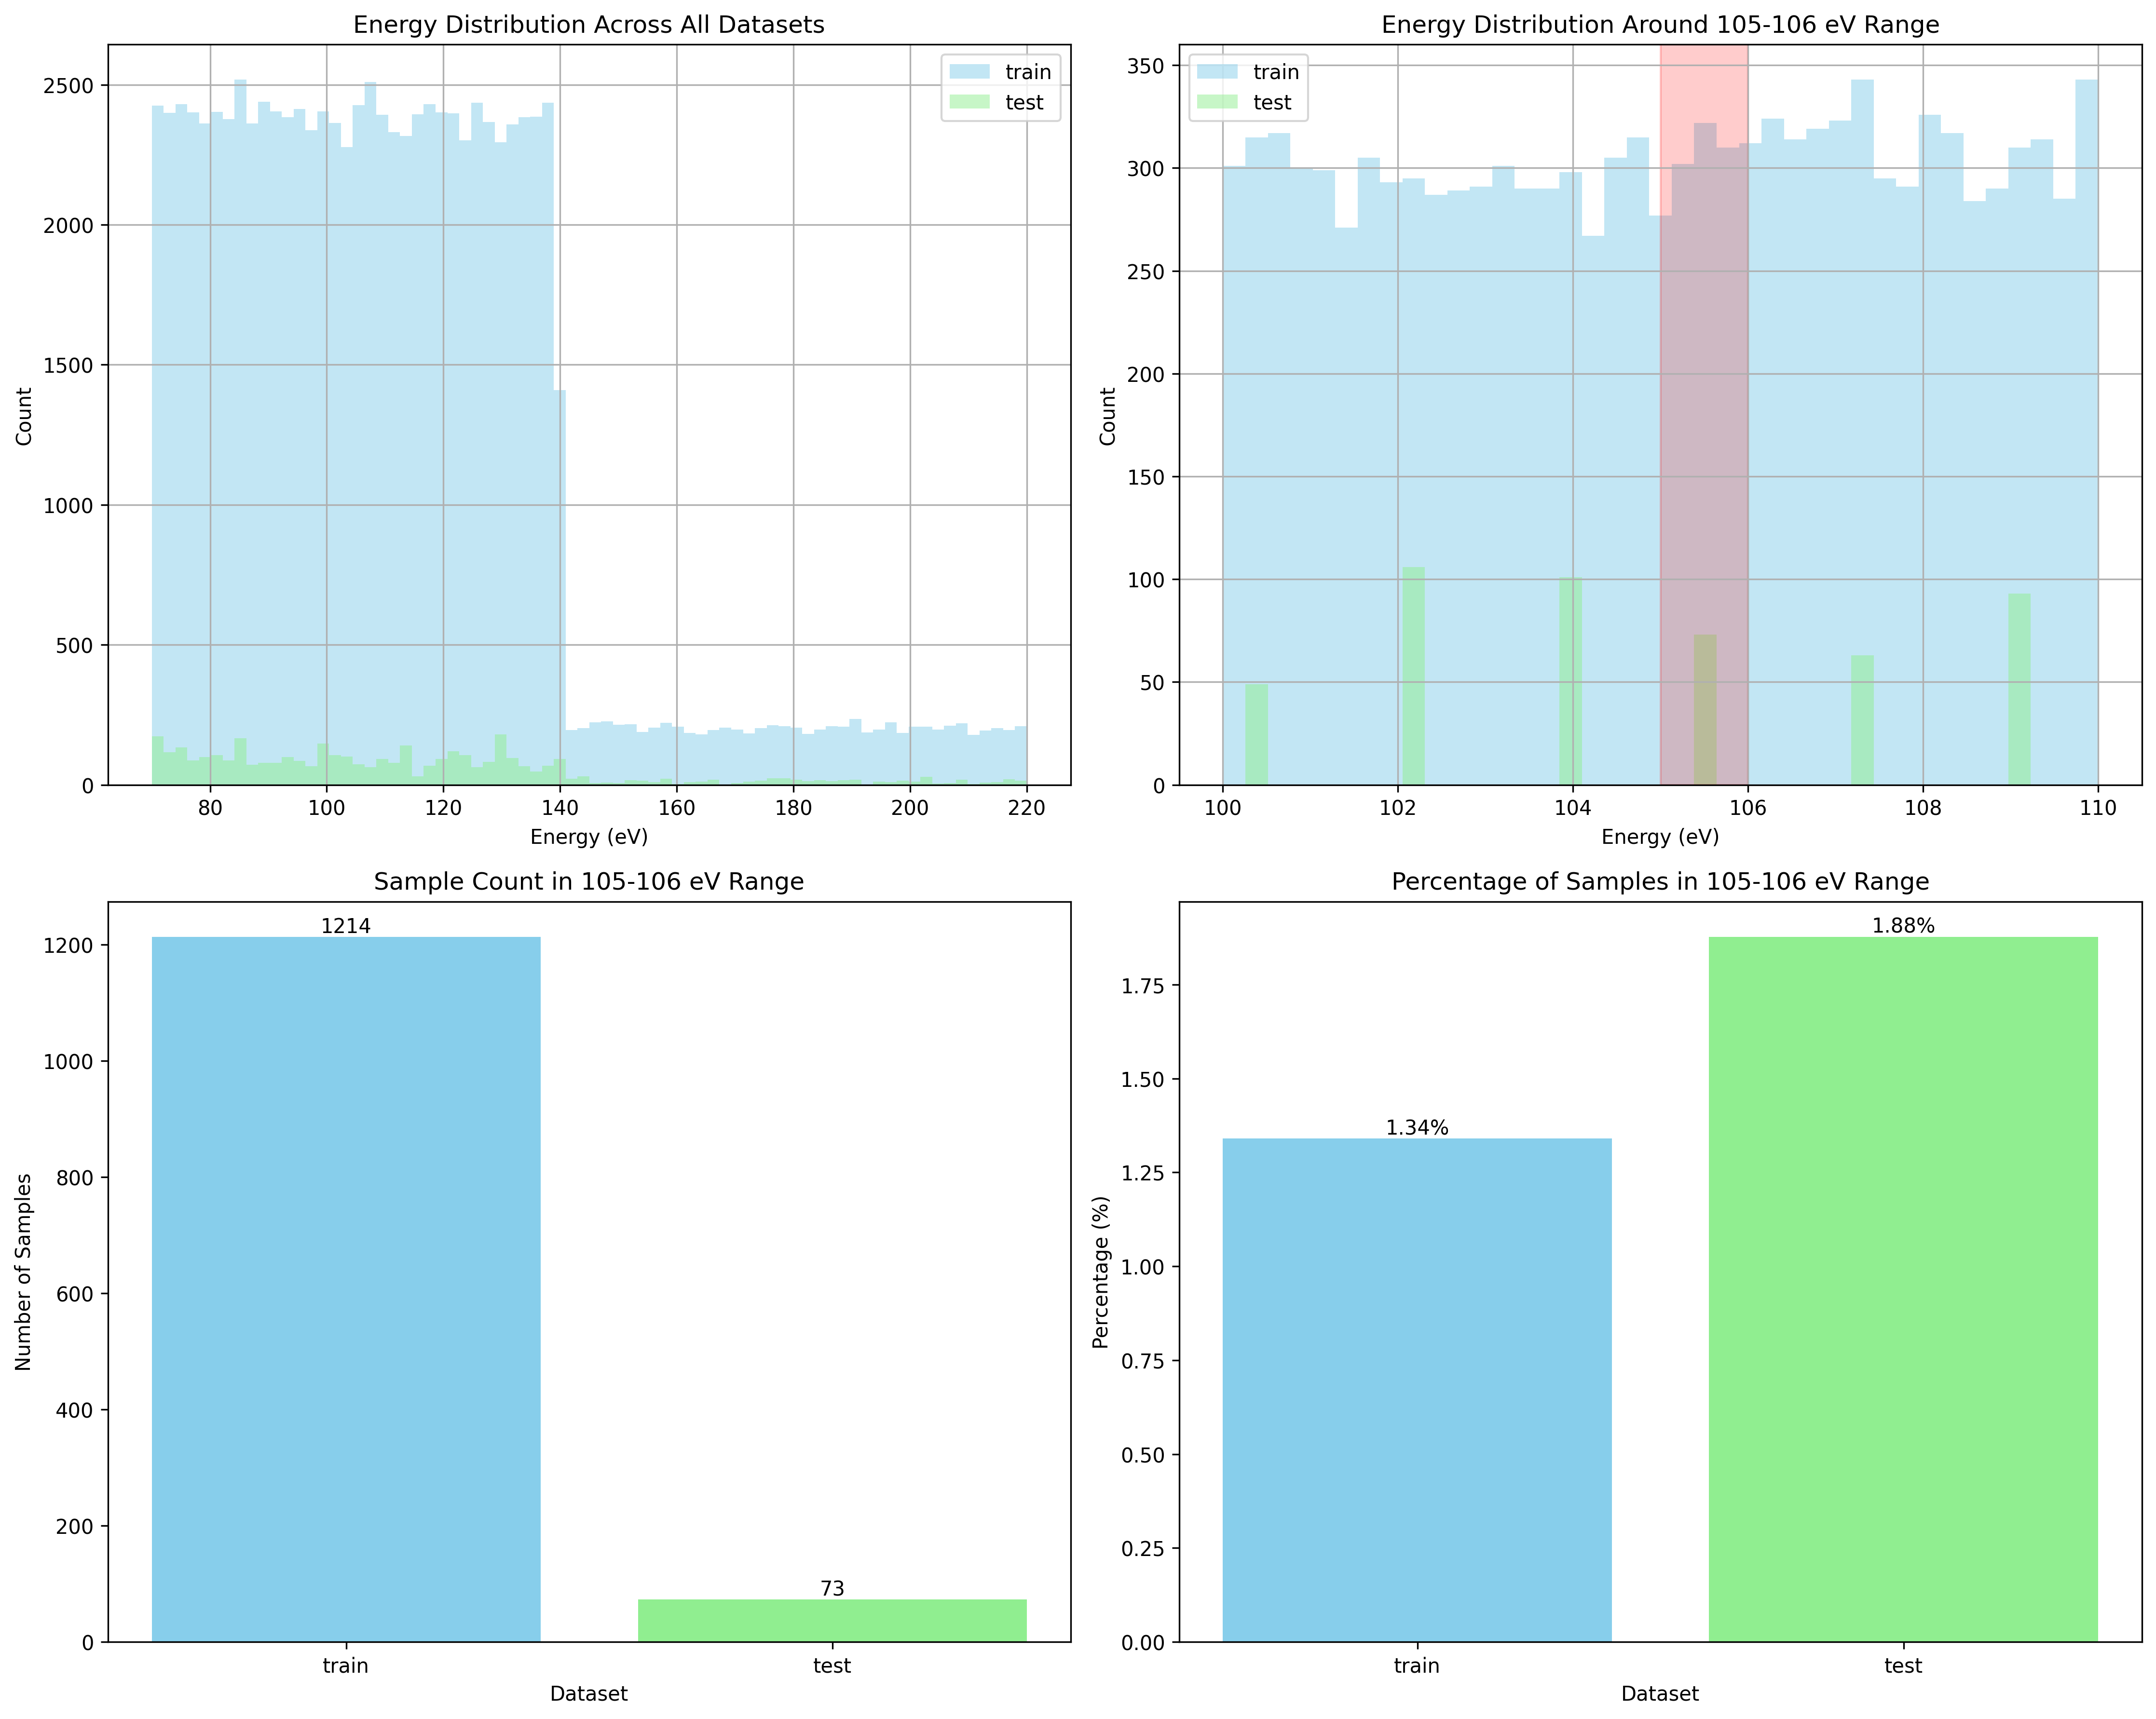 Energy Distribution Across All Datasets
train
test
2500
2000
1500
1000
500
0
Count
80 100 120 140 160 180 200 220
Energy (eV)
Energy Distribution Around 105-106 eV Range
train
test
350
300
250
200
150
100
50
0
Count
100 102 104 106 108 110
Energy (eV)
Sample Count in 105-106 eV Range
1214
73
1200
1000
800
600
400
200
0
Number of Samples
train test
Dataset
Percentage of Samples in 105-106 eV Range
1.88%
1.34%
1.75
1.50
1.25
1.00
0.75
0.50
0.25
0.00
Percentage (%)
train test
Dataset